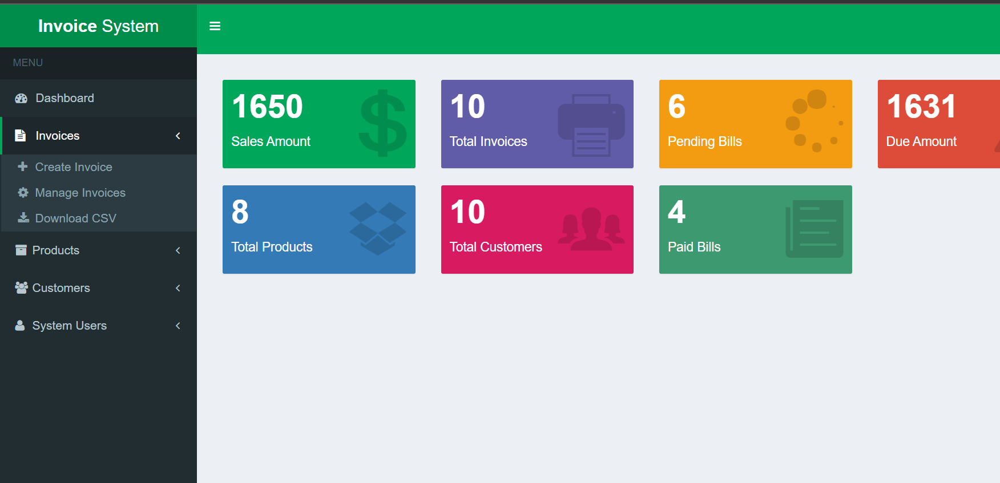 Invoice System
MENU
Dashboard
Invoices
Create Invoice
Manage Invoices
Download CSV
Products
Customers
System Users
1650
Sales Amount
10
Total Invoices
6
Pending Bills
1631
Due Amount
8
Total Products
10
Total Customers
4
Paid Bills